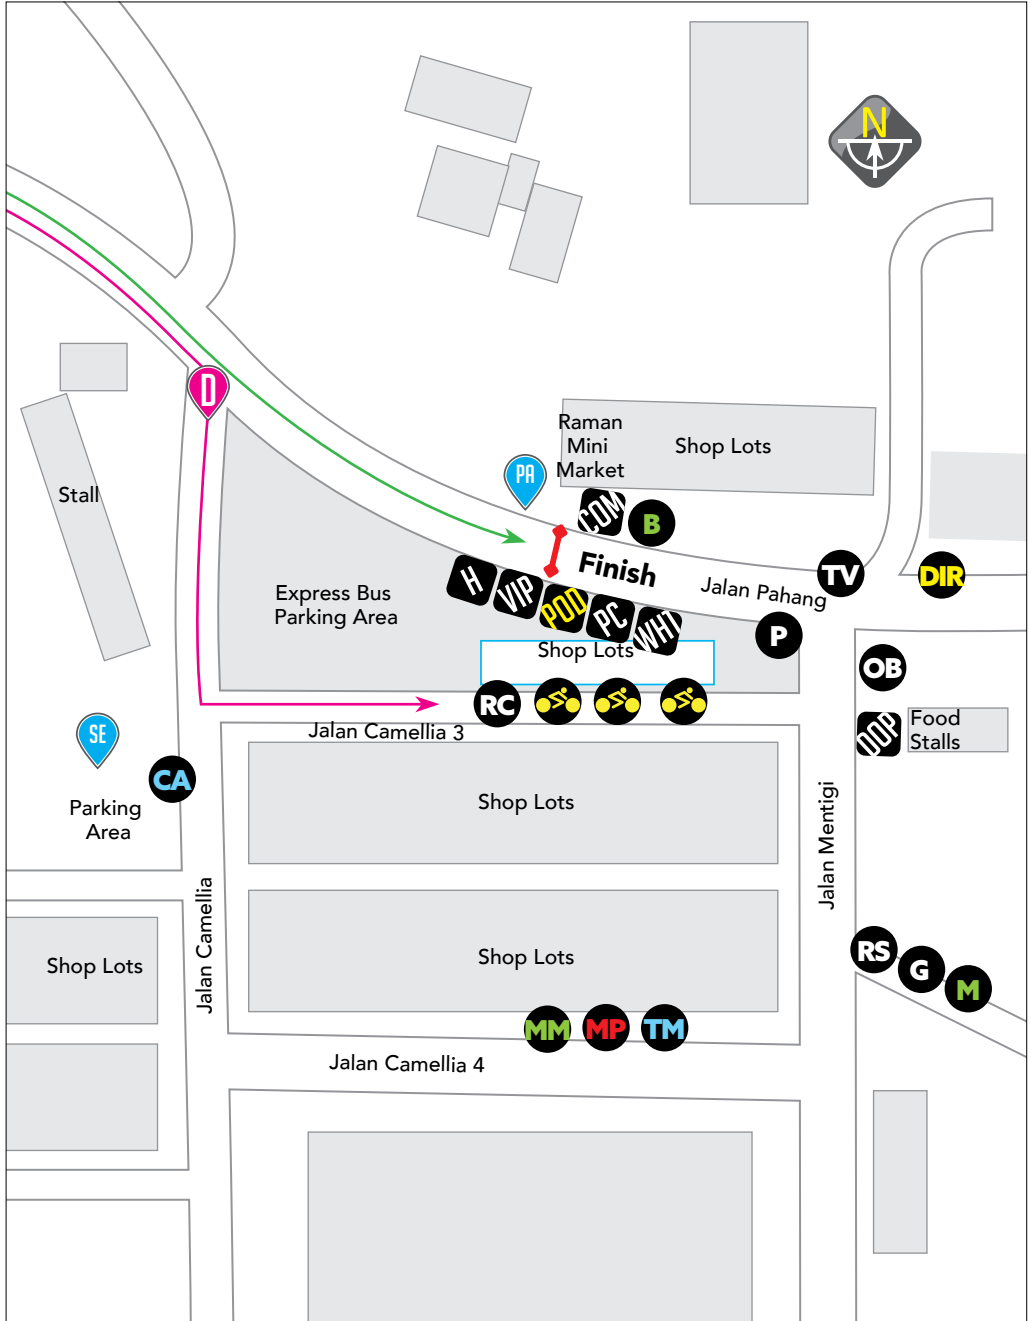 N
D
Raman
Mini
Market
Shop Lots
PA
Stall
COM
B
Finish
Jalan Pahang
TV
DIR
H
VIP
POD
PC
WHT
P
Express Bus
Parking Area
Shop Lots
OB
RC
Jalan Camellia 3
DOP
Food
Stalls
SE
CA
Parking
Area
Shop Lots
Jalan Mentigi
Jalan Camellia
Shop Lots
Shop Lots
RS
G
M
MM
MP
TM
Jalan Camellia 4